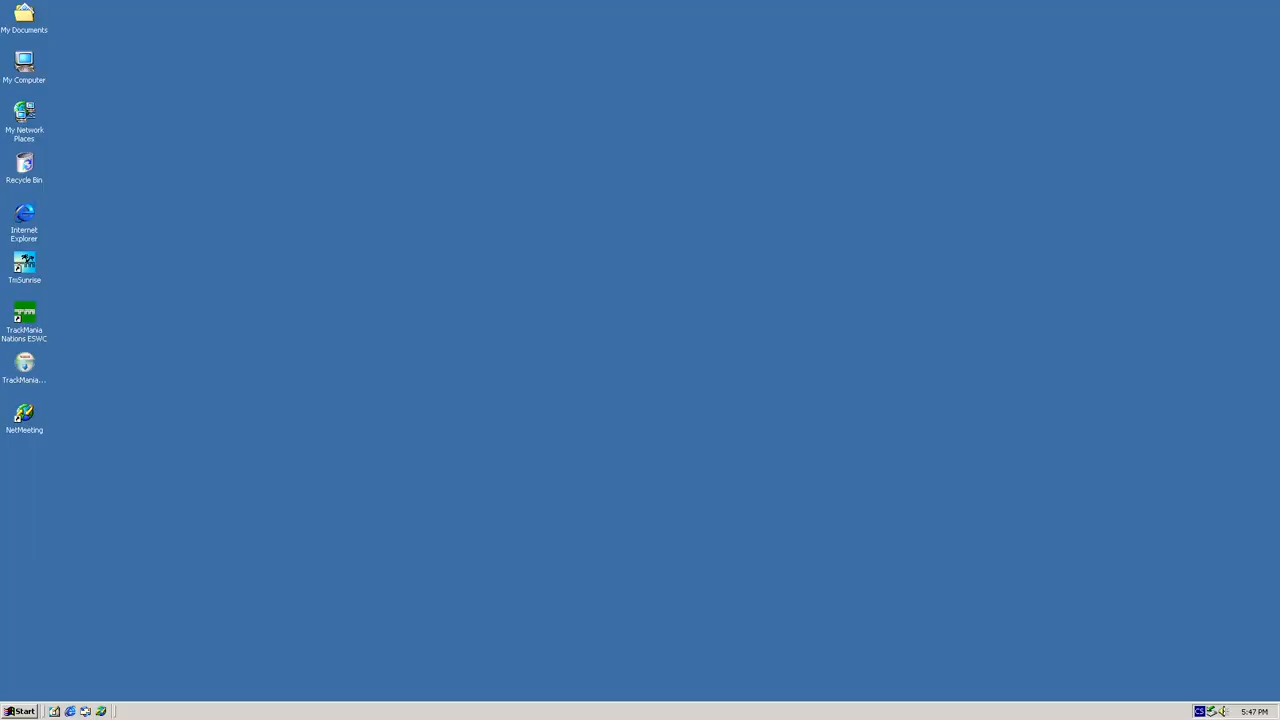 My Documents
My Computer
My Network
Places
Recycle Bin
Internet
Explorer
TmSunrise
TrackMania
Nations ESWC
TrackMania...
NetMeeting
Start
CS
5:47 PM